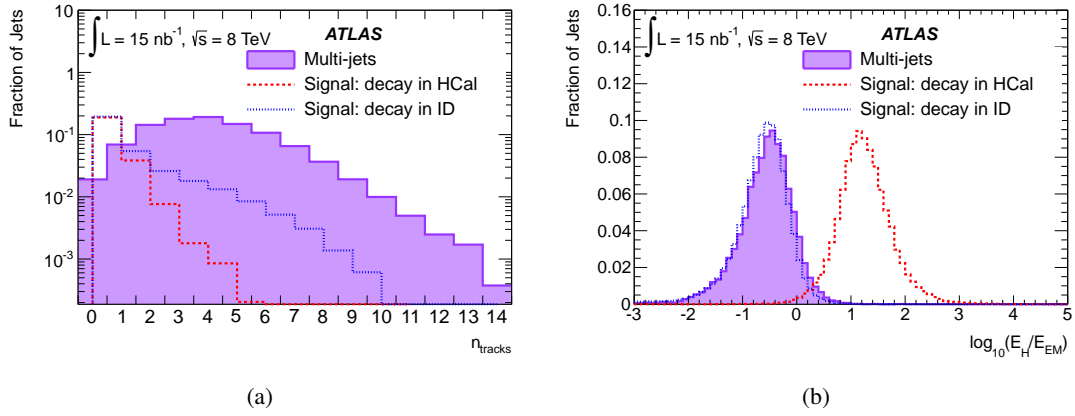 Fraction of Jets
10
1
10⁻¹
10⁻²
10⁻³
∫ L = 15 nb⁻¹, √s = 8 TeV
ATLAS
Multi-jets
Signal: decay in HCal
Signal: decay in ID
0 1 2 3 4 5 6 7 8 9 10 11 12 13 14
n_tracks
(a)
Fraction of Jets
0.16
0.14
0.12
0.1
0.08
0.06
0.04
0.02
0
∫ L = 15 nb⁻¹, √s = 8 TeV
ATLAS
Multi-jets
Signal: decay in HCal
Signal: decay in ID
-3 -2 -1 0 1 2 3 4 5
log₁₀(E_H/E_EM)
(b)